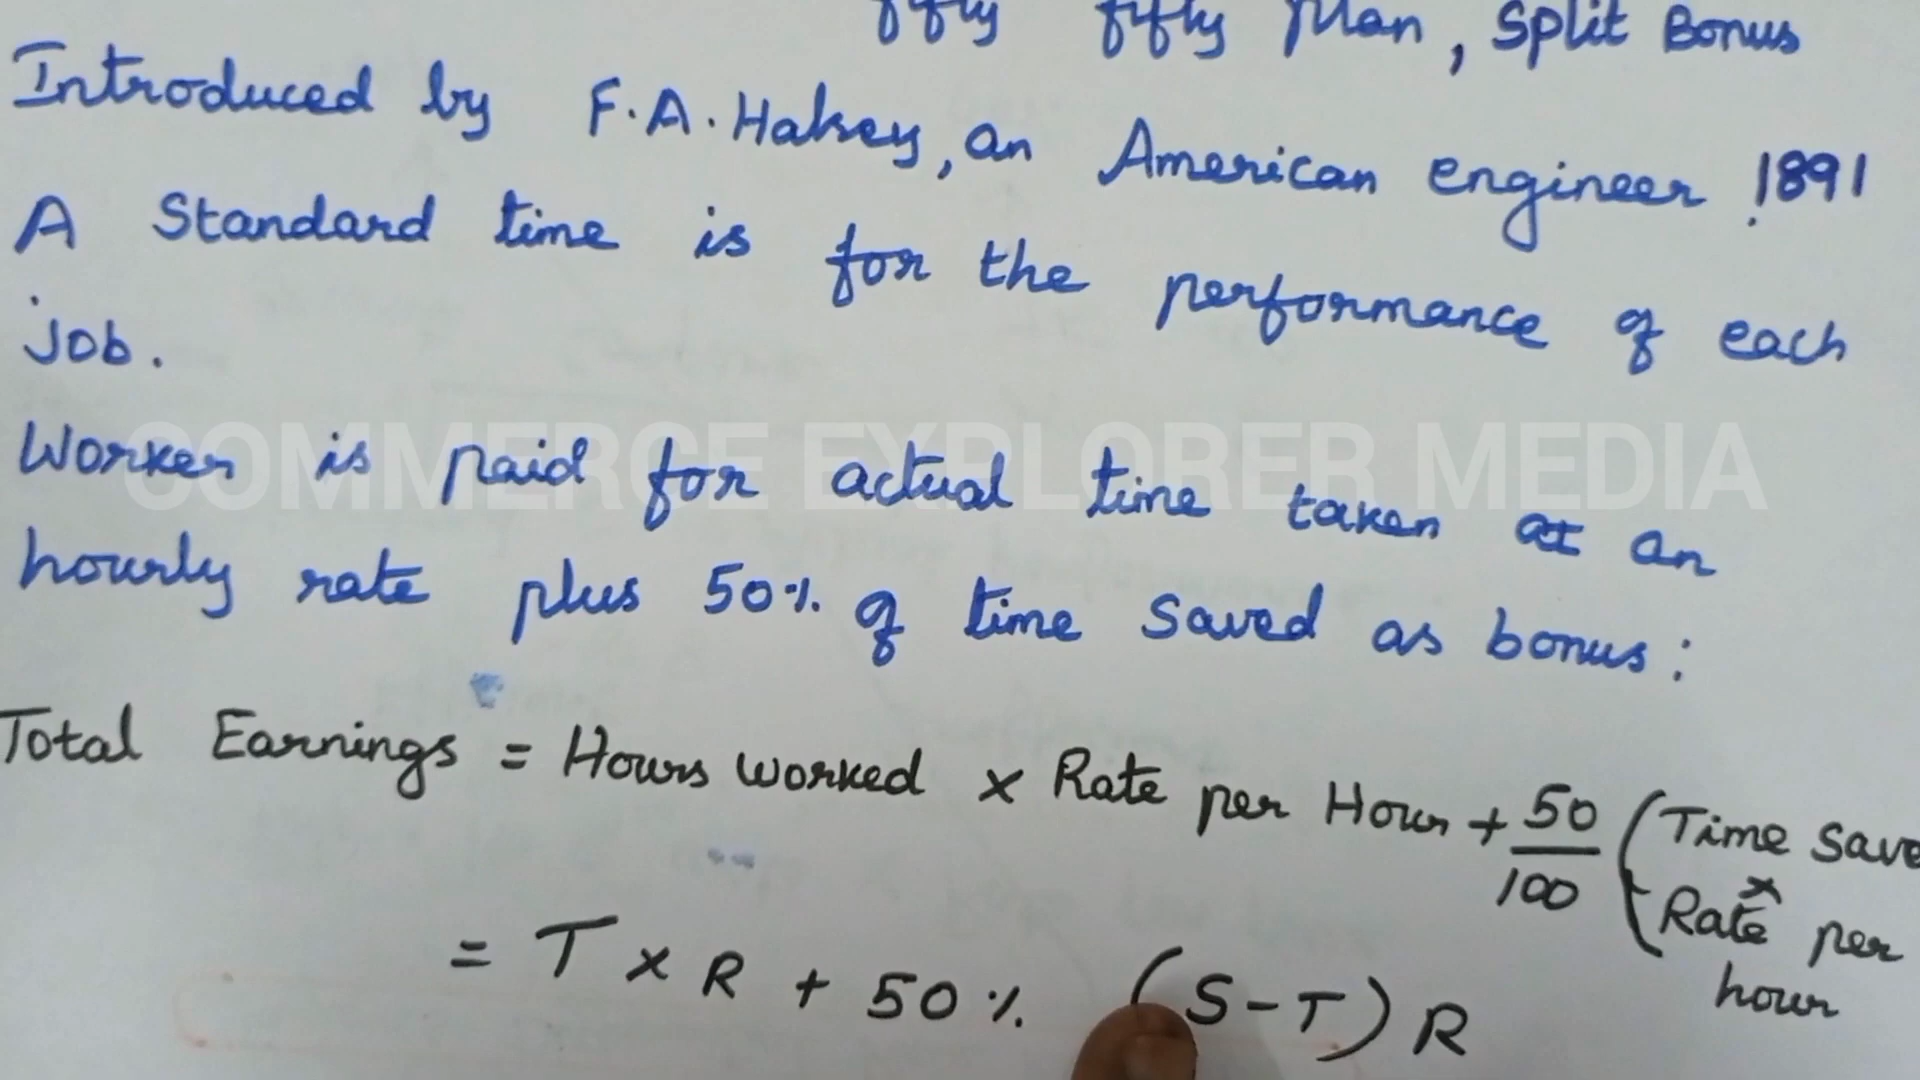 fifty fifty Plan, Split Bonus
Introduced by F.A. Halsey, an American engineer 1891
A Standard time is for the performance of each
job.
COMMERCE EXPLORER MEDIA
Worker is paid for actual time taken at an
hourly rate plus 50% of time saved as bonus:
Total Earnings = Hours worked × Rate per Hour + 50/100 (Time Save
×
Rate per
hour
= T × R + 50% (S-T) R